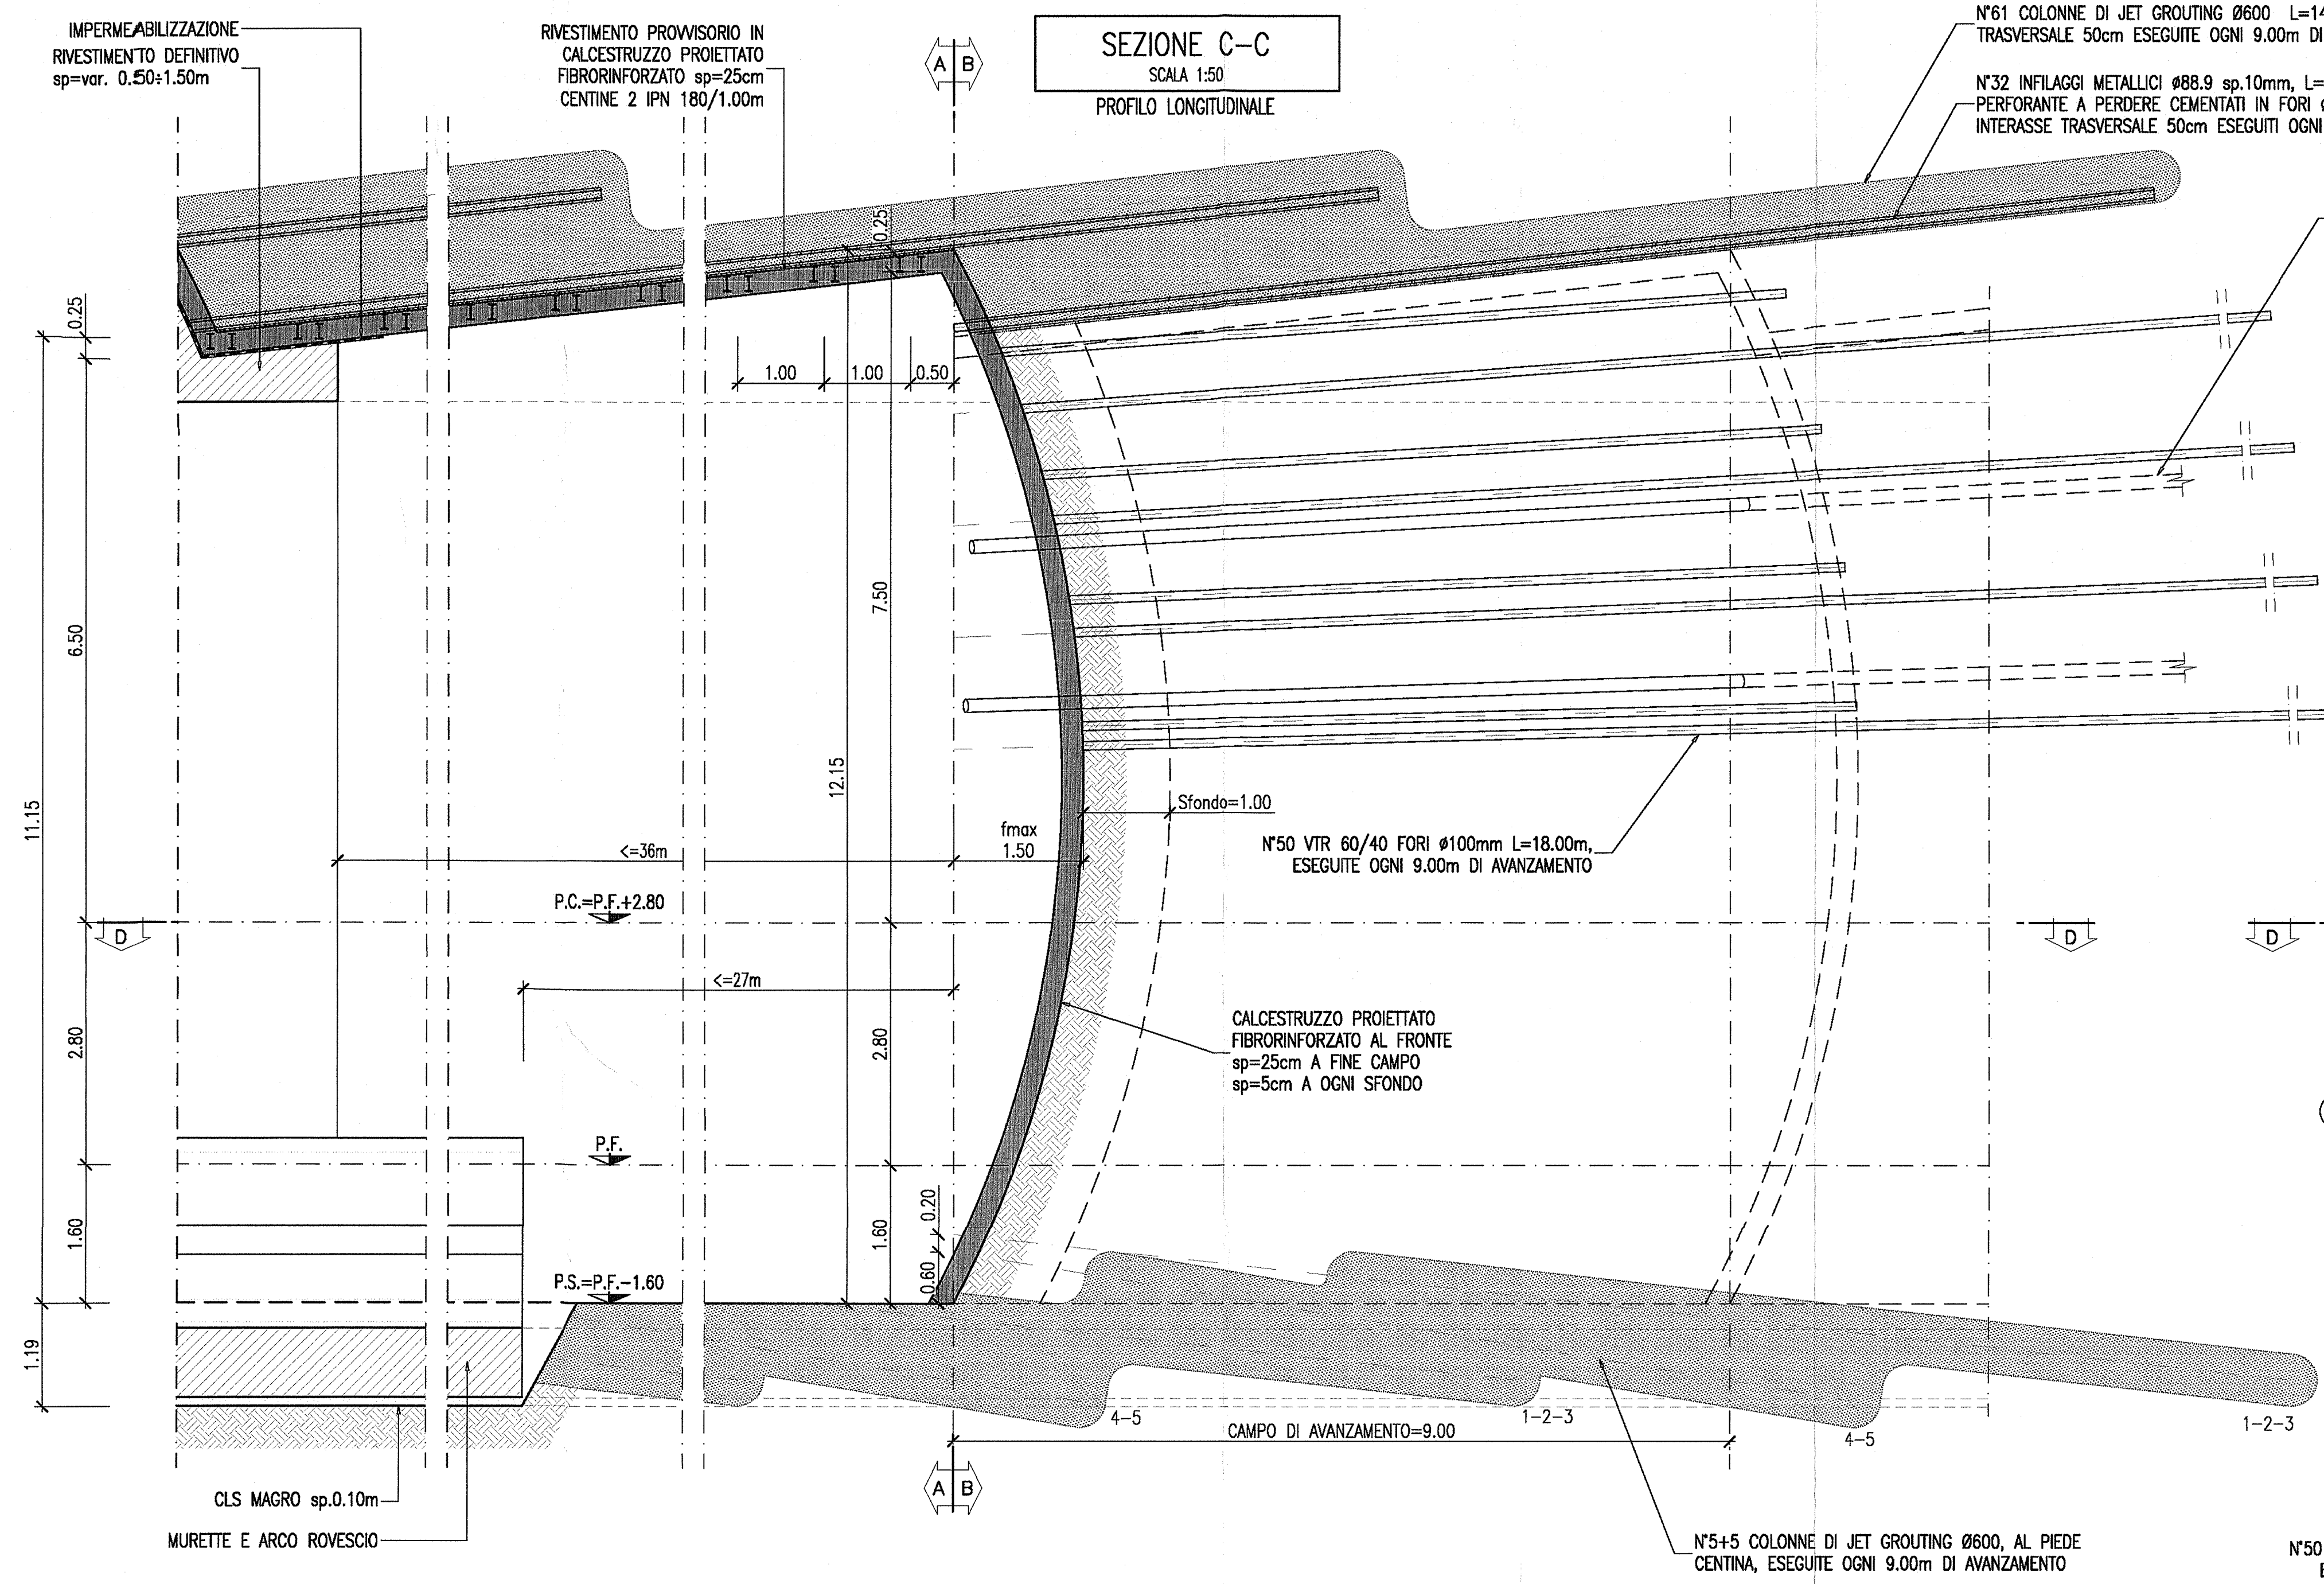 IMPERMEABILIZZAZIONE
RIVESTIMENTO DEFINITIVO
sp=var. 0.50÷1.50m
RIVESTIMENTO PROVVISORIO IN
CALCESTRUZZO PROIETTATO
FIBRORINFORZATO sp=25cm
CENTINE 2 IPN 180/1.00m
A B
SEZIONE C-C
SCALA 1:50
PROFILO LONGITUDINALE
N°61 COLONNE DI JET GROUTING Ø600 L=14
TRASVERSALE 50cm ESEGUITE OGNI 9.00m DI
N°32 INFILAGGI METALLICI ø88.9 sp.10mm, L=
PERFORANTE A PERDERE CEMENTATI IN FORI
INTERASSE TRASVERSALE 50cm ESEGUITI OGNI
0.25
0.25
1.00 1.00 0.50
6.50
7.50
12.15
11.15
Sfondo=1.00
fmax
1.50
<=36m
N°50 VTR 60/40 FORI ø100mm L=18.00m,
ESEGUITE OGNI 9.00m DI AVANZAMENTO
P.C.=P.F.+2.80
D
D
D
<=27m
2.80
2.80
CALCESTRUZZO PROIETTATO
FIBRORINFORZATO AL FRONTE
sp=25cm A FINE CAMPO
sp=5cm A OGNI SFONDO
P.F.
1.60
1.60
0.20
0.60
P.S.=P.F.-1.60
1.19
4-5
1-2-3
4-5
1-2-3
CAMPO DI AVANZAMENTO=9.00
A B
CLS MAGRO sp.0.10m
MURETTE E ARCO ROVESCIO
N°5+5 COLONNE DI JET GROUTING Ø600, AL PIEDE
CENTINA, ESEGUITE OGNI 9.00m DI AVANZAMENTO
N°50